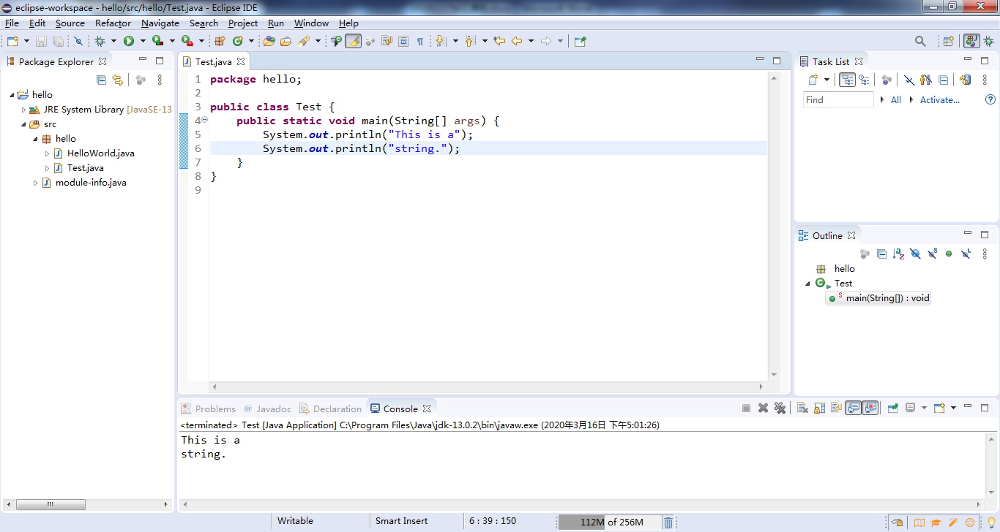 eclipse-workspace - hello/src/hello/Test.java - Eclipse IDE
File Edit Source Refactor Navigate Search Project Run Window Help
Package Explorer
hello
JRE System Library [JavaSE-13
src
hello
HelloWorld.java
Test.java
module-info.java
Test.java
1 package hello;
2
3 public class Test {
4 public static void main(String[] args) {
5 System.out.println("This is a");
6 System.out.println("string.");
7 }
8 }
9
Task List
Find All Activate...
Outline
hello
Test
main(String[]) : void
Problems @ Javadoc Declaration Console
<terminated> Test [Java Application] C:\Program Files\Java\jdk-13.0.2\bin\javaw.exe (2020年3月16日 下午5:01:26)
This is a
string.
Writable Smart Insert 6 : 39 : 150 112M of 256M